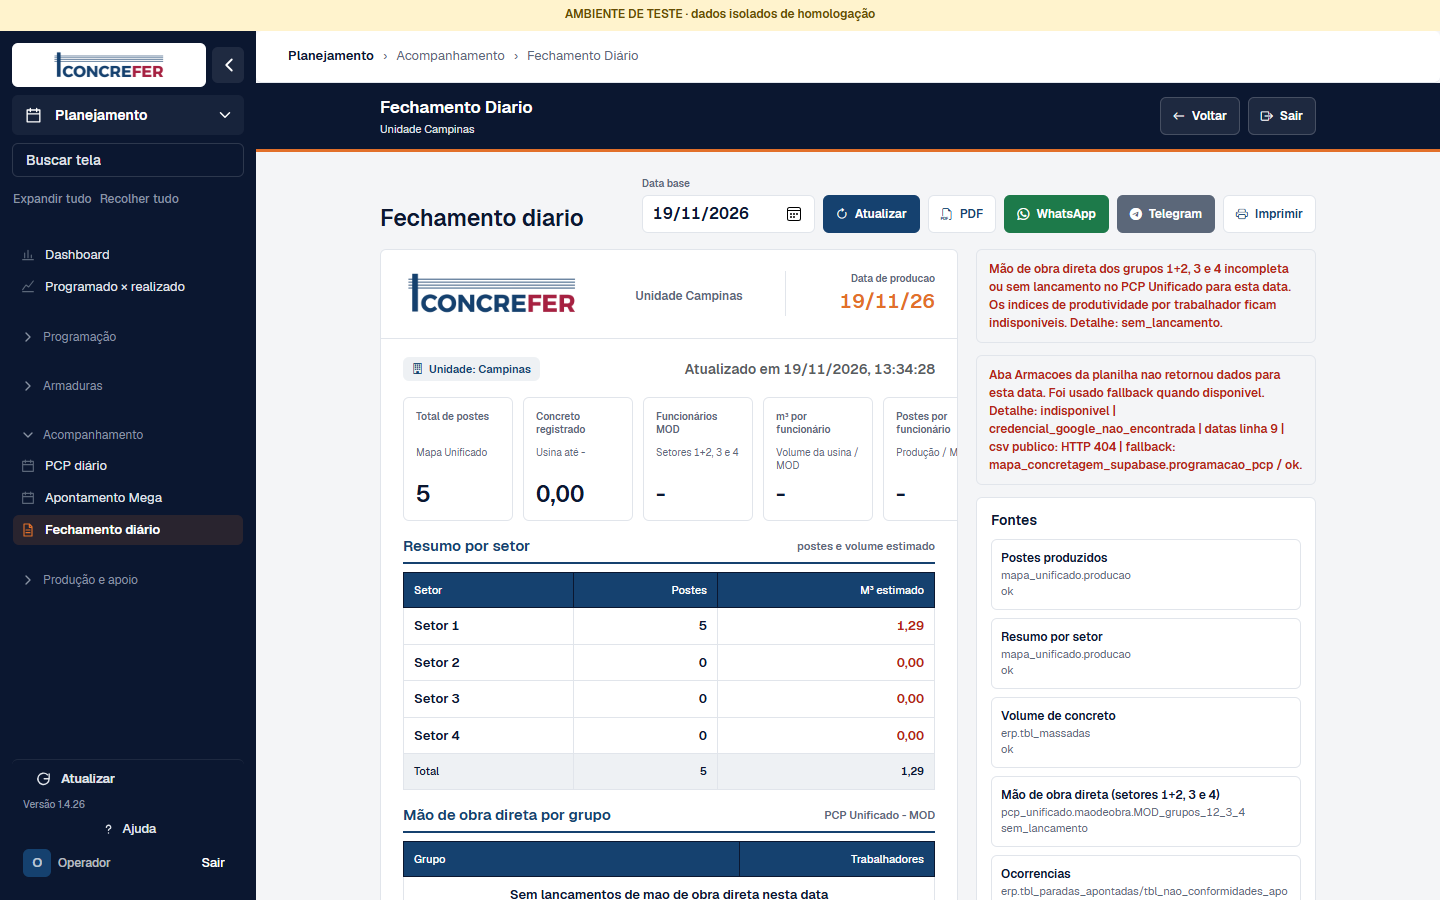 AMBIENTE DE TESTE · dados isolados de homologação
CONCREFER
Planejamento
Buscar tela
Expandir tudo Recolher tudo
Dashboard
Programado × realizado
Programação
Armaduras
Acompanhamento
PCP diário
Apontamento Mega
Fechamento diário
Produção e apoio
Atualizar
Versão 1.4.26
? Ajuda
O Operador Sair
Planejamento › Acompanhamento › Fechamento Diário
Fechamento Diario
Unidade Campinas
Voltar
Sair
Fechamento diario
Data base
19/11/2026
Atualizar
PDF
WhatsApp
Telegram
Imprimir
CONCREFER
Unidade Campinas
Data de producao
19/11/26
Unidade: Campinas
Atualizado em 19/11/2026, 13:34:28
Total de postes
Mapa Unificado
5
Concreto
registrado
Usina até -
0,00
Funcionários
MOD
Setores 1+2, 3 e 4
-
m³ por
funcionário
Volume da usina /
MOD
-
Postes por
funcionário
Produção / M
-
Resumo por setor
postes e volume estimado
Setor Postes M³ estimado
Setor 1 5 1,29
Setor 2 0 0,00
Setor 3 0 0,00
Setor 4 0 0,00
Total 5 1,29
Mão de obra direta por grupo
PCP Unificado - MOD
Grupo Trabalhadores
Sem lancamentos de mao de obra direta nesta data
Mão de obra direta dos grupos 1+2, 3 e 4 incompleta
ou sem lancamento no PCP Unificado para esta data.
Os indices de produtividade por trabalhador ficam
indisponiveis. Detalhe: sem_lancamento.
Aba Armacoes da planilha nao retornou dados para
esta data. Foi usado fallback quando disponivel.
Detalhe: indisponivel |
credencial_google_nao_encontrada | datas linha 9 |
csv publico: HTTP 404 | fallback:
mapa_concretagem_supabase.programacao_pcp / ok.
Fontes
Postes produzidos
mapa_unificado.producao
ok
Resumo por setor
mapa_unificado.producao
ok
Volume de concreto
erp.tbl_massadas
ok
Mão de obra direta (setores 1+2, 3 e 4)
pcp_unificado.maodeobra.MOD_grupos_12_3_4
sem_lancamento
Ocorrencias
erp.tbl_paradas_apontadas/tbl_nao_conformidades_apo